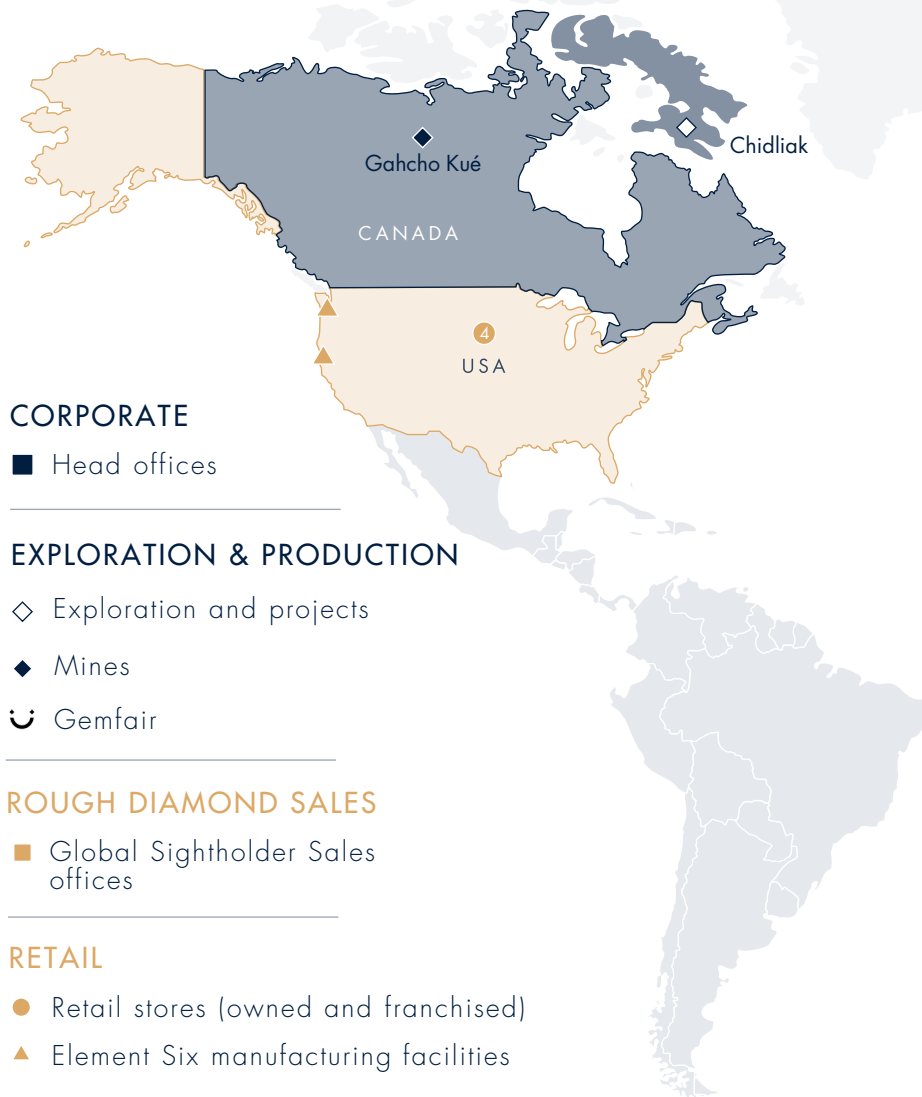 Chidliak
Gahcho Kué
CANADA
4
USA
CORPORATE
Head offices
EXPLORATION & PRODUCTION
Exploration and projects
Mines
Gemfair
ROUGH DIAMOND SALES
Global Sightholder Sales
offices
RETAIL
Retail stores (owned and franchised)
Element Six manufacturing facilities